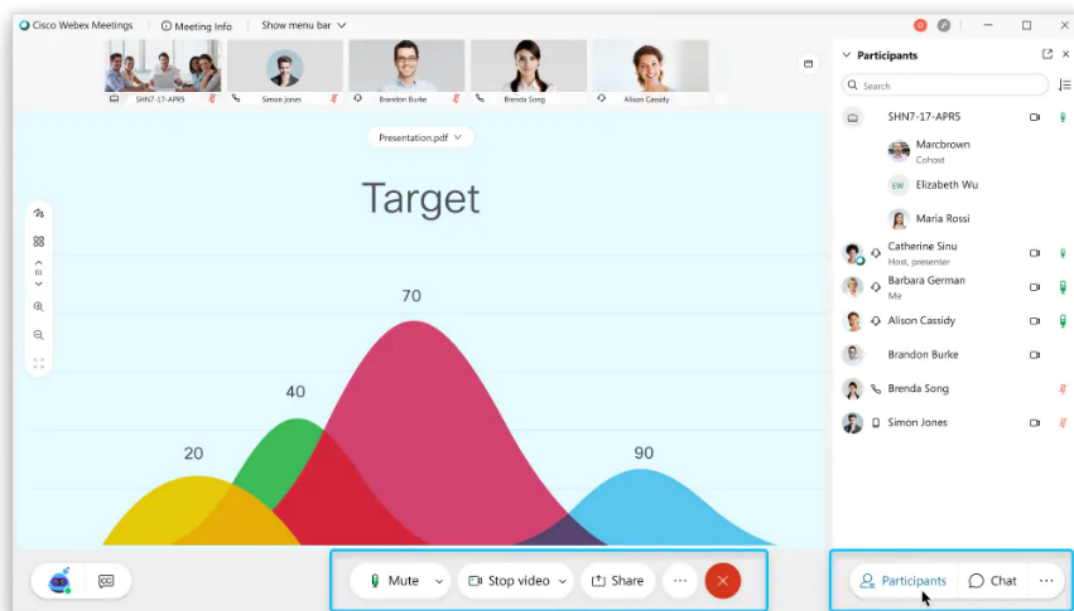 Cisco Webex Meetings
Meeting Info
Show menu bar
SHN7-17-APR5
Simon Jones
Brandon Burke
Brenda Song
Alison Cassidy
Presentation.pdf
Target
70
40
20
90
Participants
Search
SHN7-17-APR5
Marcbrown
Cohost
EW
Elizabeth Wu
Maria Rossi
Catherine Sinu
Host, presenter
Barbara German
Me
Alison Cassidy
Brandon Burke
Brenda Song
Simon Jones
CC
Mute
Stop video
Share
Participants
Chat